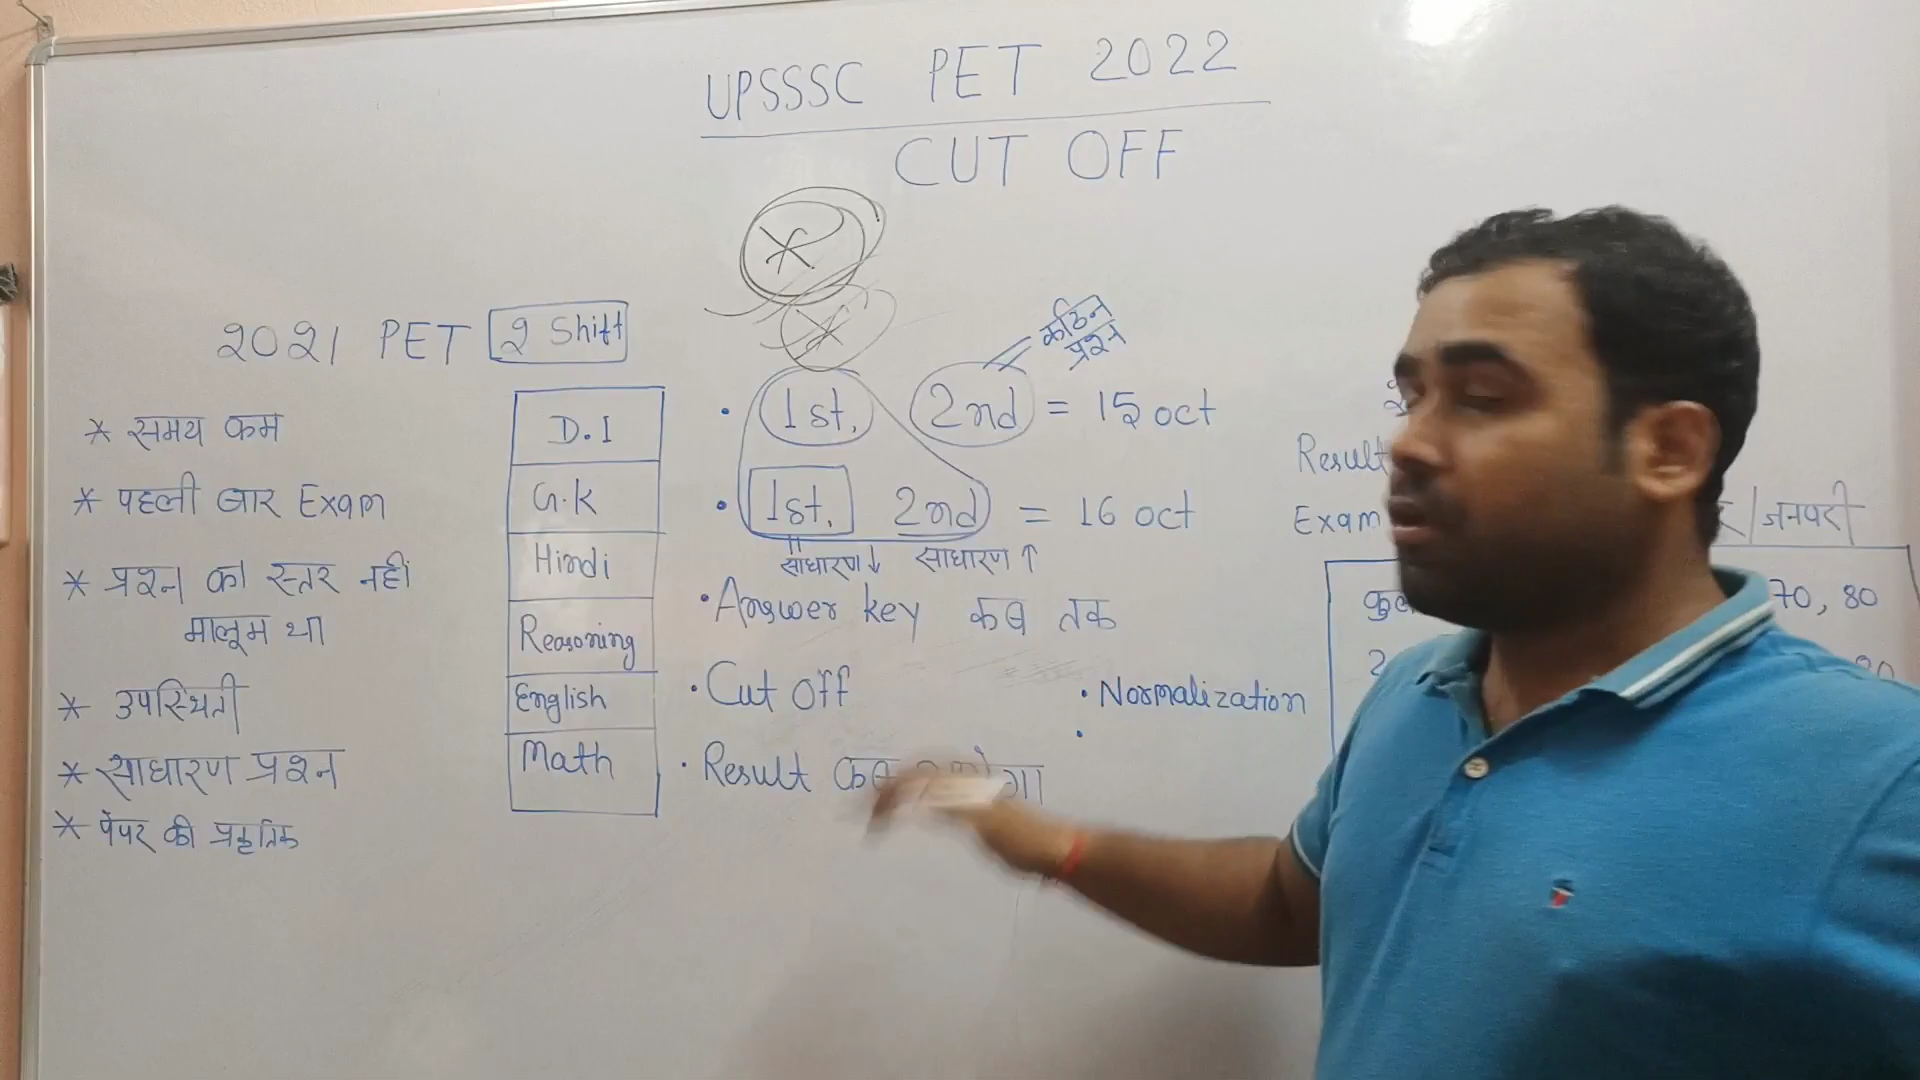 UPSSSC PET 2022
CUT OFF
2021 PET 2 Shift
* समय कम
* पहली बार Exam
* प्रश्न का स्तर नहीं
मालूम था
* उपस्थिती
* साधारण प्रश्न
* पेपर की प्रकृतिक
D.I
G.K
Hindi
Reasoning
English
Math
कठिन
प्रश्न
• 1st, 2nd = 15 oct
• 1st, 2nd = 16 oct
साधारण ↓ साधारण ↑
• Answer key कब तक
• Cut off
• Normalization
• Result कब
Result
Exam
/जनवरी
70, 80